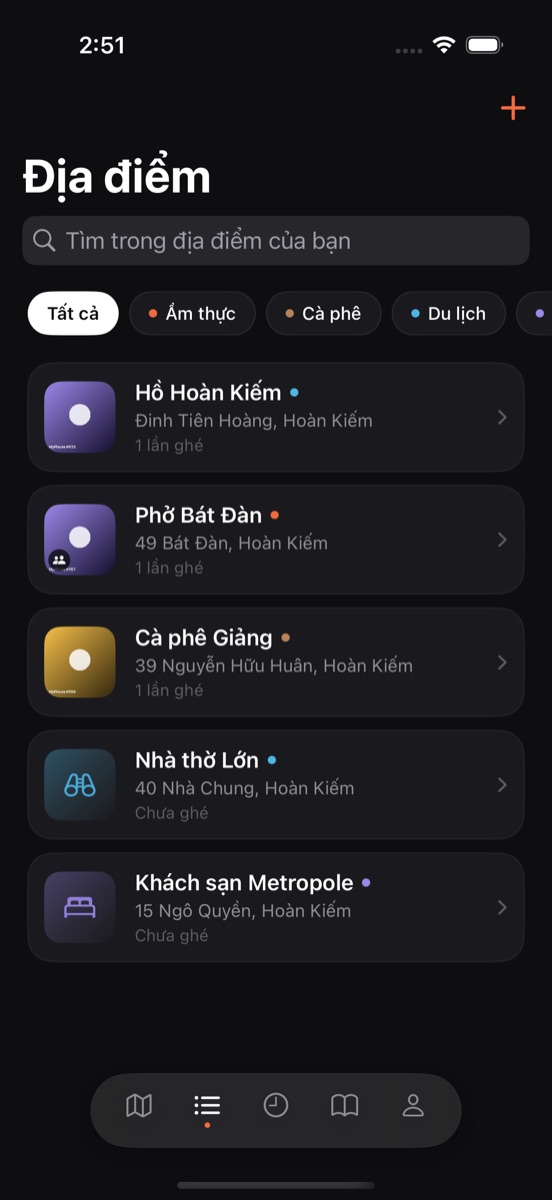 2:51
Địa điểm
Tìm trong địa điểm của bạn
Tất cả
Ẩm thực
Cà phê
Du lịch
Hồ Hoàn Kiếm
Đinh Tiên Hoàng, Hoàn Kiếm
1 lần ghé
Phở Bát Đàn
49 Bát Đàn, Hoàn Kiếm
1 lần ghé
Cà phê Giảng
39 Nguyễn Hữu Huân, Hoàn Kiếm
1 lần ghé
Nhà thờ Lớn
40 Nhà Chung, Hoàn Kiếm
Chưa ghé
Khách sạn Metropole
15 Ngô Quyền, Hoàn Kiếm
Chưa ghé